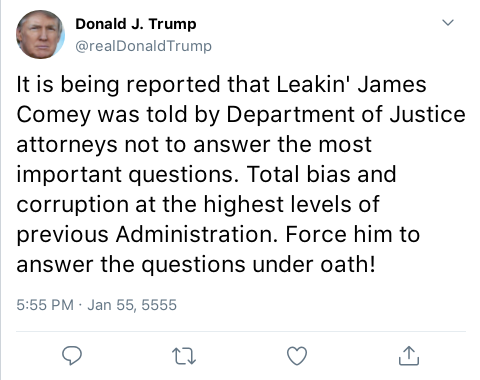 Donald J. Trump
@realDonaldTrump
It is being reported that Leakin' James
Comey was told by Department of Justice
attorneys not to answer the most
important questions. Total bias and
corruption at the highest levels of
previous Administration. Force him to
answer the questions under oath!
5:55 PM · Jan 55, 5555